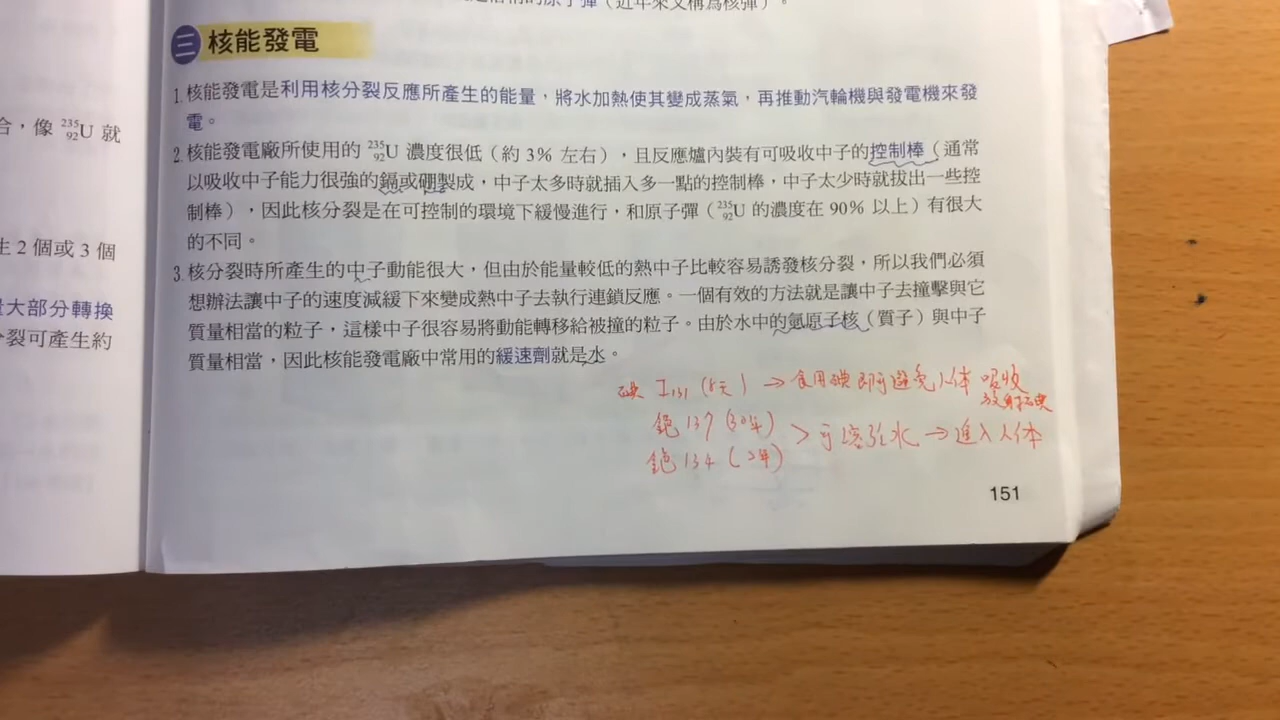 的原子彈(近年來又稱為核彈)。
三 核能發電
1.核能發電是利用核分裂反應所產生的能量,將水加熱使其變成蒸氣,再推動汽輪機與發電機來發
電。
合,像 ²³⁵₉₂U 就
2.核能發電廠所使用的 ²³⁵₉₂U 濃度很低(約 3% 左右),且反應爐內裝有可吸收中子的控制棒(通常
以吸收中子能力很強的鎘或硼製成,中子太多時就插入多一點的控制棒,中子太少時就拔出一些控
制棒),因此核分裂是在可控制的環境下緩慢進行,和原子彈(²³⁵₉₂U 的濃度在 90% 以上)有很大
的不同。
生 2 個或 3 個
3.核分裂時所產生的中子動能很大,但由於能量較低的熱中子比較容易誘發核分裂,所以我們必須
想辦法讓中子的速度減緩下來變成熱中子去執行連鎖反應。一個有效的方法就是讓中子去撞擊與它
量大部分轉換
質量相當的粒子,這樣中子很容易將動能轉移給被撞的粒子。由於水中的氫原子核(質子)與中子
分裂可產生約
質量相當,因此核能發電廠中常用的緩速劑就是水。
碘 I₁₃₁(8天)→食用碘即可避免人體吸收
放射碘
銫 137(30年)
>可溶於水→進入人體
銫 134(2年)
151